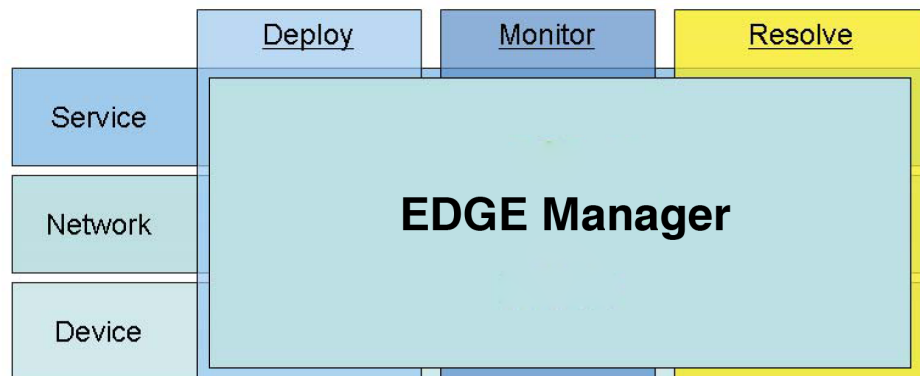 Deploy Monitor Resolve
Service
EDGE Manager
Network
Device